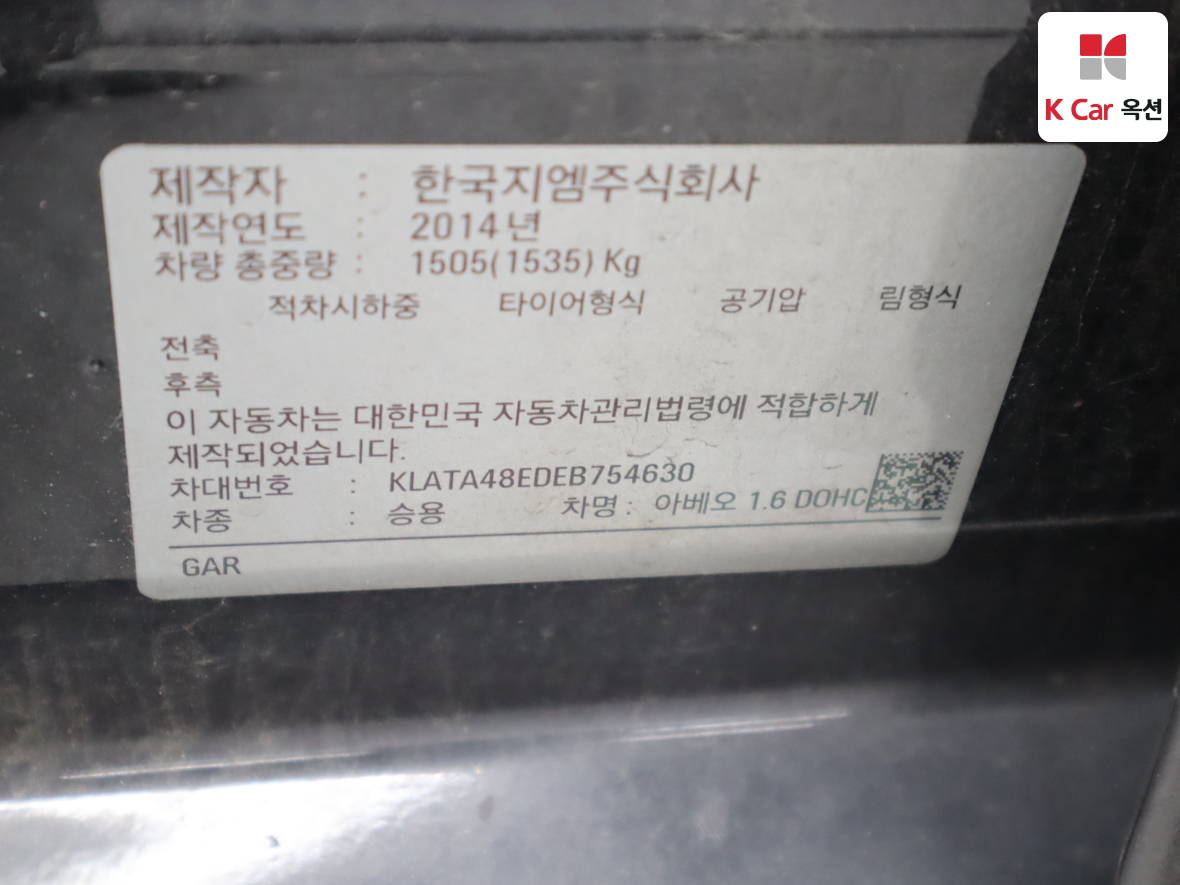 K Car 옥션
제작자 : 한국지엠주식회사
제작연도 : 2014년
차량 총중량 : 1505(1535) Kg
적차시하중 타이어형식 공기압 림형식
전축
후축
이 자동차는 대한민국 자동차관리법령에 적합하게
제작되었습니다.
차대번호 : KLATA48EDEB754630
차종 : 승용 차명 : 아베오 1.6 DOHC
GAR